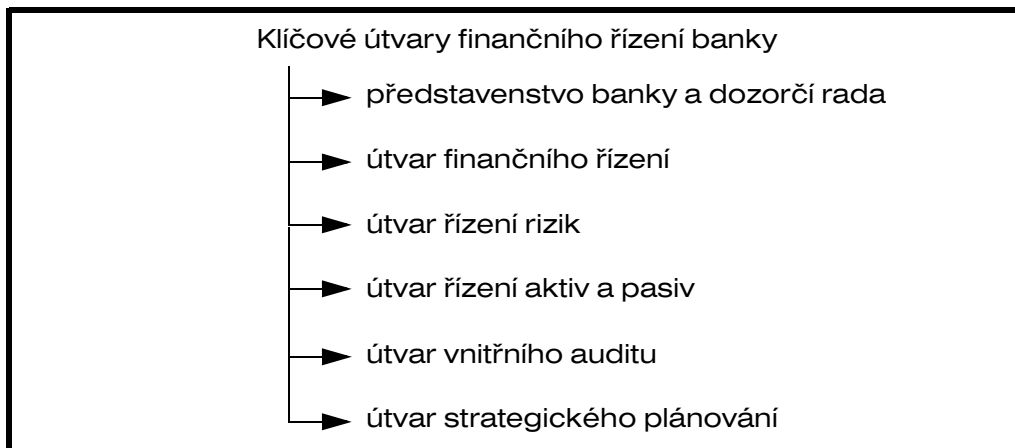 Klíčové útvary finančního řízení banky
představenstvo banky a dozorčí rada
útvar finančního řízení
útvar řízení rizik
útvar řízení aktiv a pasiv
útvar vnitřního auditu
útvar strategického plánování